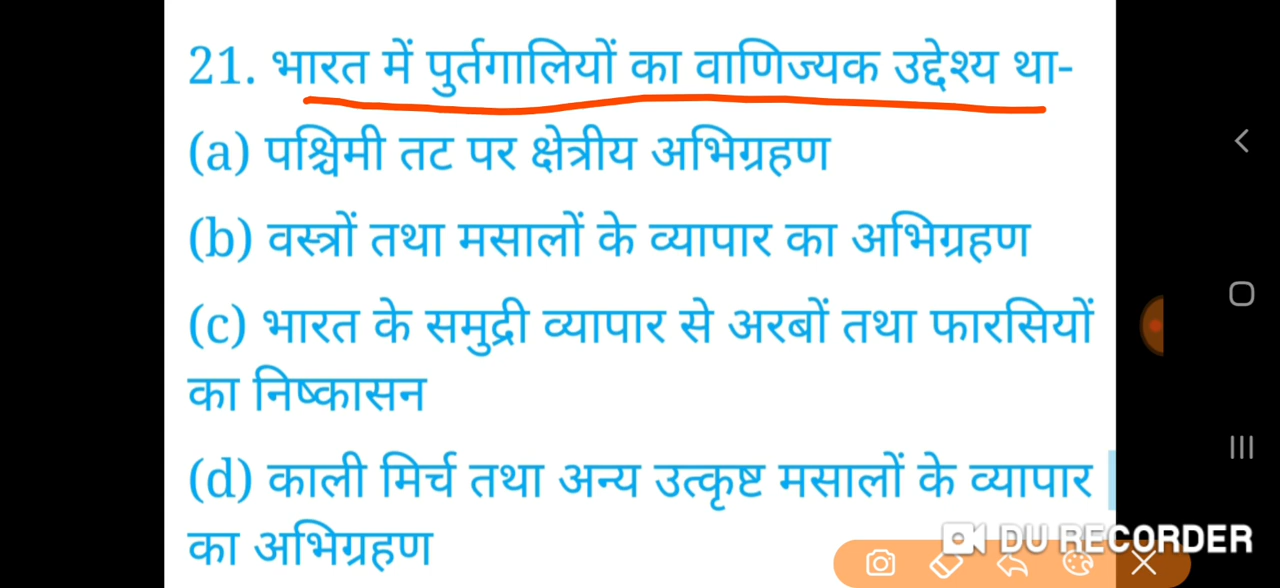 21. भारत में पुर्तगालियों का वाणिज्यक उद्देश्य था-
(a) पश्चिमी तट पर क्षेत्रीय अभिग्रहण
(b) वस्त्रों तथा मसालों के व्यापार का अभिग्रहण
(c) भारत के समुद्री व्यापार से अरबों तथा फारसियों
का निष्कासन
(d) काली मिर्च तथा अन्य उत्कृष्ट मसालों के व्यापार
का अभिग्रहण
DU RECORDER